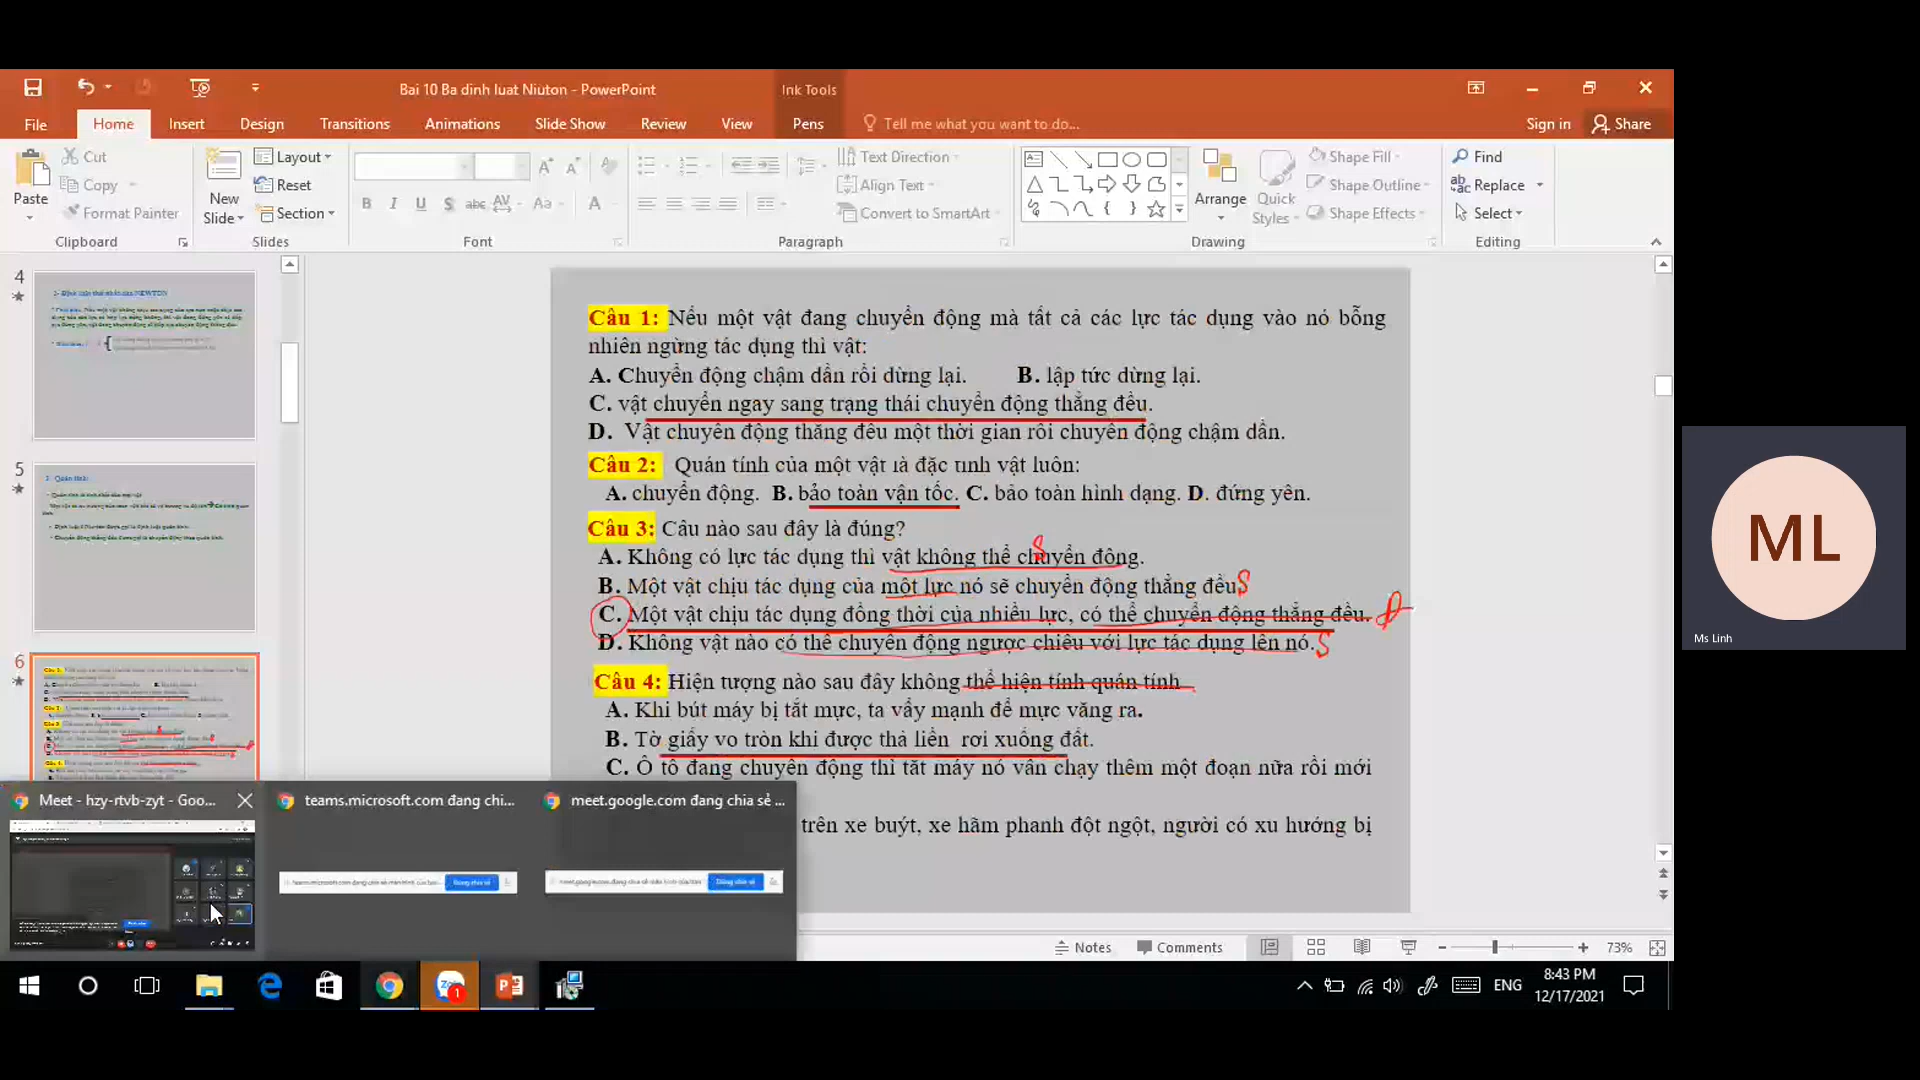 Bai 10 Ba dinh luat Niuton - PowerPoint
Ink Tools
File
Home
Insert
Design
Transitions
Animations
Slide Show
Review
View
Pens
Tell me what you want to do...
Sign in
Share
Paste
Cut
Copy
Format Painter
Clipboard
New
Slide
Layout
Reset
Section
Slides
Font
Text Direction
Align Text
Convert to SmartArt
Paragraph
Arrange
Quick
Styles
Shape Fill
Shape Outline
Shape Effects
Drawing
Find
Replace
Select
Editing
4
5
6
Câu 1: Nếu một vật đang chuyển động mà tất cả các lực tác dụng vào nó bỗng
nhiên ngừng tác dụng thì vật:
A. Chuyển động chậm dần rồi dừng lại. B. lập tức dừng lại.
C. vật chuyển ngay sang trạng thái chuyển động thẳng đều.
D. Vật chuyển động thẳng đều một thời gian rồi chuyển động chậm dần.
Câu 2: Quán tính của một vật là đặc tính vật luôn:
A. chuyển động. B. bảo toàn vận tốc. C. bảo toàn hình dạng. D. đứng yên.
Câu 3: Câu nào sau đây là đúng?
A. Không có lực tác dụng thì vật không thể chuyển động.
S
B. Một vật chịu tác dụng của một lực nó sẽ chuyển động thẳng đều S
C. Một vật chịu tác dụng đồng thời của nhiều lực, có thể chuyển động thẳng đều. Đ
D. Không vật nào có thể chuyển động ngược chiều với lực tác dụng lên nó. S
Câu 4: Hiện tượng nào sau đây không thể hiện tính quán tính
A. Khi bút máy bị tắt mực, ta vẩy mạnh để mực văng ra.
B. Tờ giấy vo tròn khi được thả liền rơi xuống đất.
C. Ô tô đang chuyển động thì tắt máy nó vẫn chạy thêm một đoạn nữa rồi mới
trên xe buýt, xe hãm phanh đột ngột, người có xu hướng bị
Meet - hzy-rtvb-zyt - Goo...
teams.microsoft.com đang chi...
meet.google.com đang chia sẻ ...
Notes
Comments
73%
1
ENG
8:43 PM
12/17/2021
ML
Ms Linh